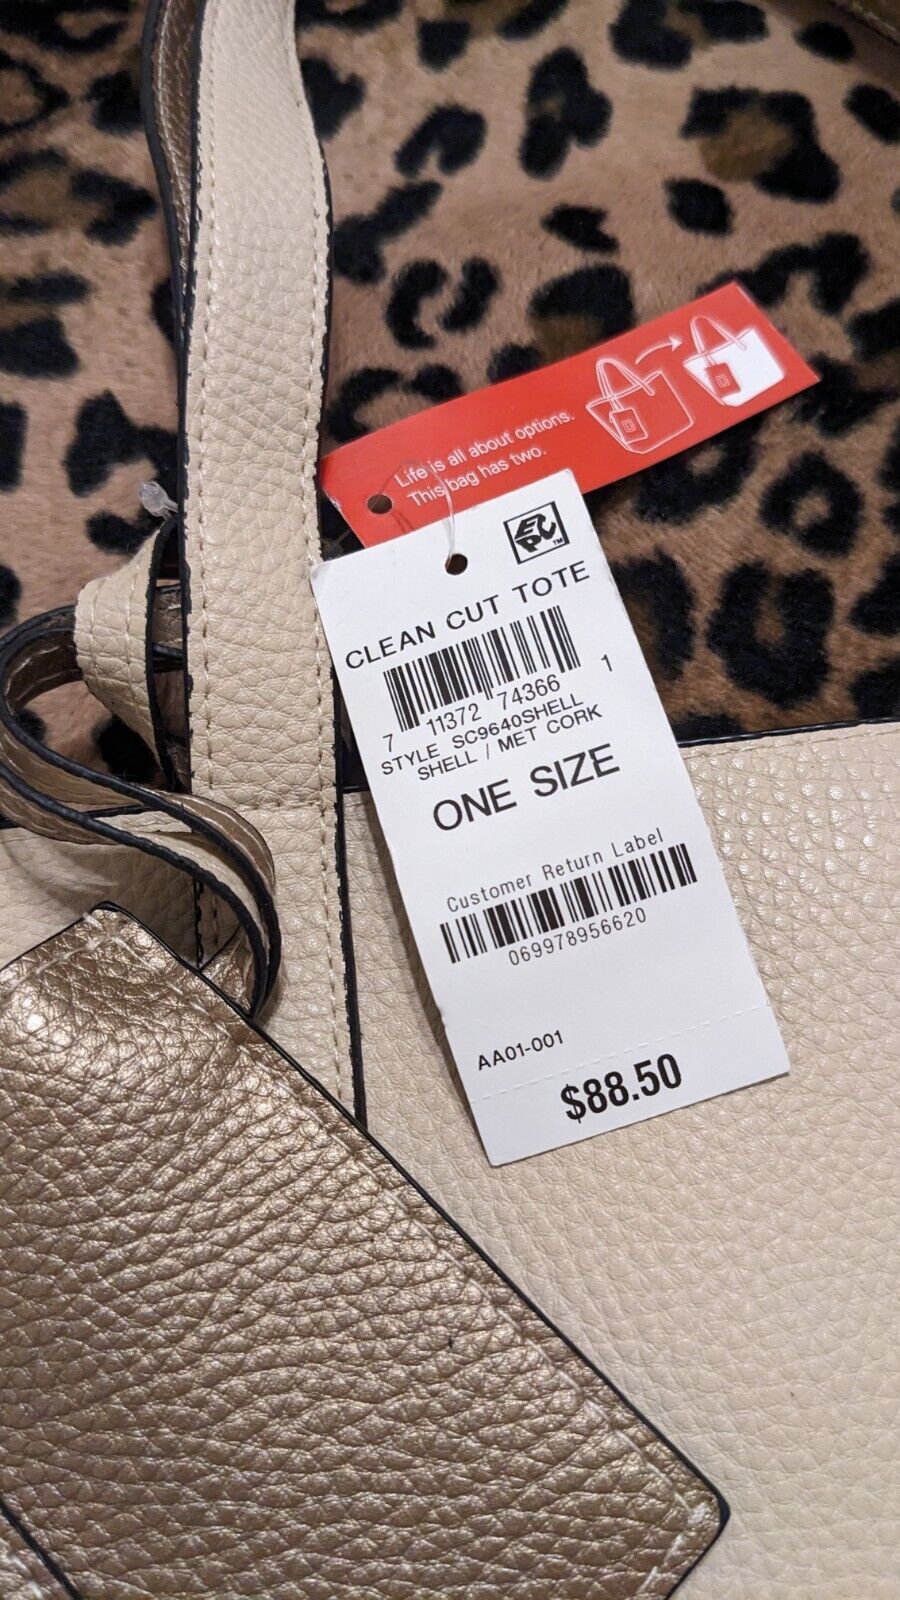 Life is all about options.
This bag has two.
EPC™
CLEAN CUT TOTE
7 11372 74366 1
STYLE SC9640SHELL
SHELL / MET CORK
ONE SIZE
Customer Return Label
069978956620
AA01-001
$88.50